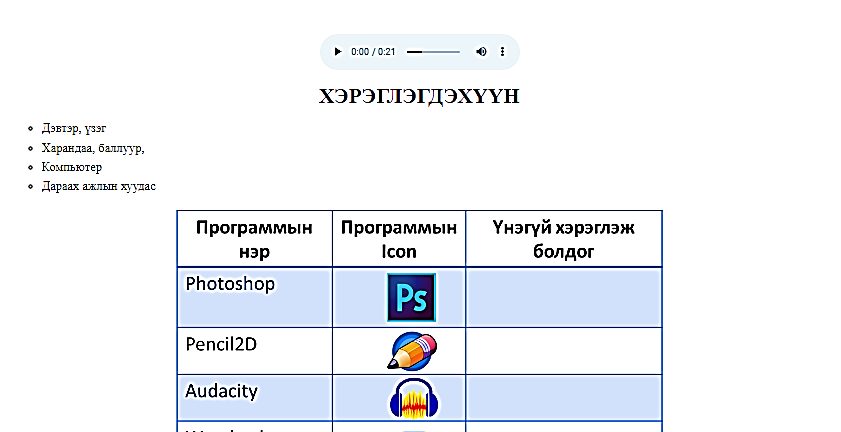 0:00 / 0:21
ХЭРЭГЛЭГДЭХҮҮН
Дэвтэр, үзэг
Харандаа, баллуур,
Компьютер
Дараах ажлын хуудас
Программын нэр
Программын Icon
Үнэгүй хэрэглэж болдог
Photoshop
Ps
Pencil2D
Audacity